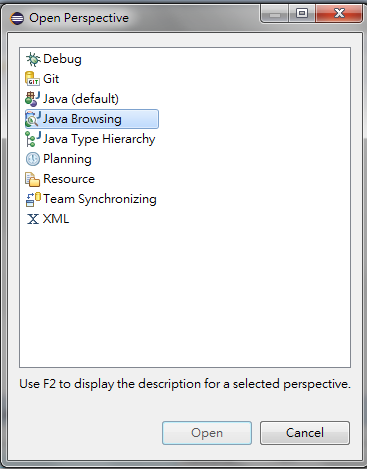 Open Perspective
Debug
Git
Java (default)
Java Browsing
Java Type Hierarchy
Planning
Resource
Team Synchronizing
XML
Use F2 to display the description for a selected perspective.
Open
Cancel